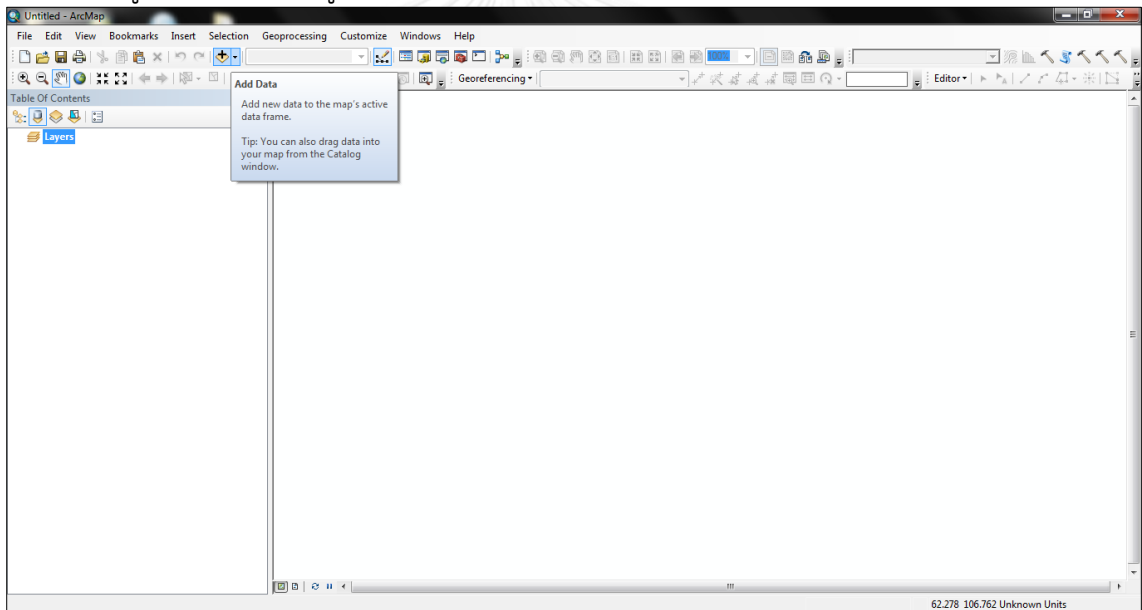 Untitled - ArcMap
File Edit View Bookmarks Insert Selection Geoprocessing Customize Windows Help
100%
Georeferencing
Editor
Table Of Contents
Layers
Add Data
Add new data to the map's active
data frame.
Tip: You can also drag data into
your map from the Catalog
window.
62.278 106.762 Unknown Units